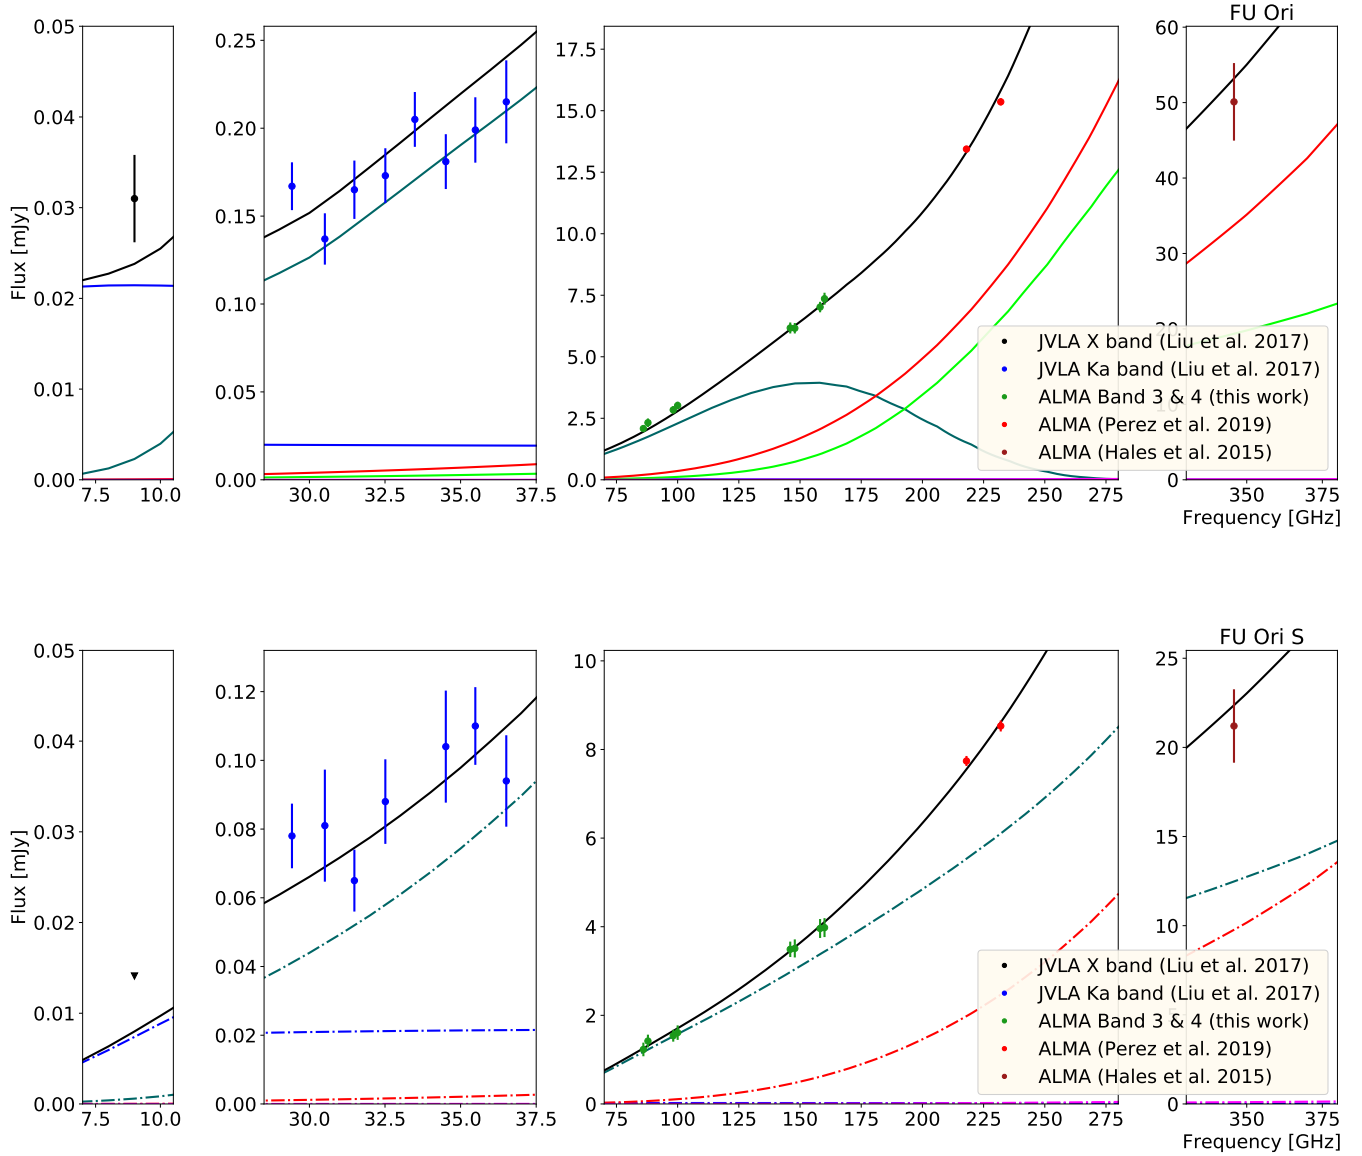 FU Ori
0.05
0.04
0.03
0.02
0.01
0.00
Flux [mJy]
7.5 10.0
0.25
0.20
0.15
0.10
0.05
0.00
30.0 32.5 35.0 37.5
17.5
15.0
12.5
10.0
7.5
5.0
2.5
0.0
75 100 125 150 175 200 225 250 275
60
50
40
30
20
10
0
350 375
Frequency [GHz]
JVLA X band (Liu et al. 2017)
JVLA Ka band (Liu et al. 2017)
ALMA Band 3 & 4 (this work)
ALMA (Perez et al. 2019)
ALMA (Hales et al. 2015)
FU Ori S
0.05
0.04
0.03
0.02
0.01
0.00
Flux [mJy]
7.5 10.0
0.12
0.10
0.08
0.06
0.04
0.02
0.00
30.0 32.5 35.0 37.5
10
8
6
4
2
0
75 100 125 150 175 200 225 250 275
25
20
15
10
5
0
350 375
Frequency [GHz]
JVLA X band (Liu et al. 2017)
JVLA Ka band (Liu et al. 2017)
ALMA Band 3 & 4 (this work)
ALMA (Perez et al. 2019)
ALMA (Hales et al. 2015)